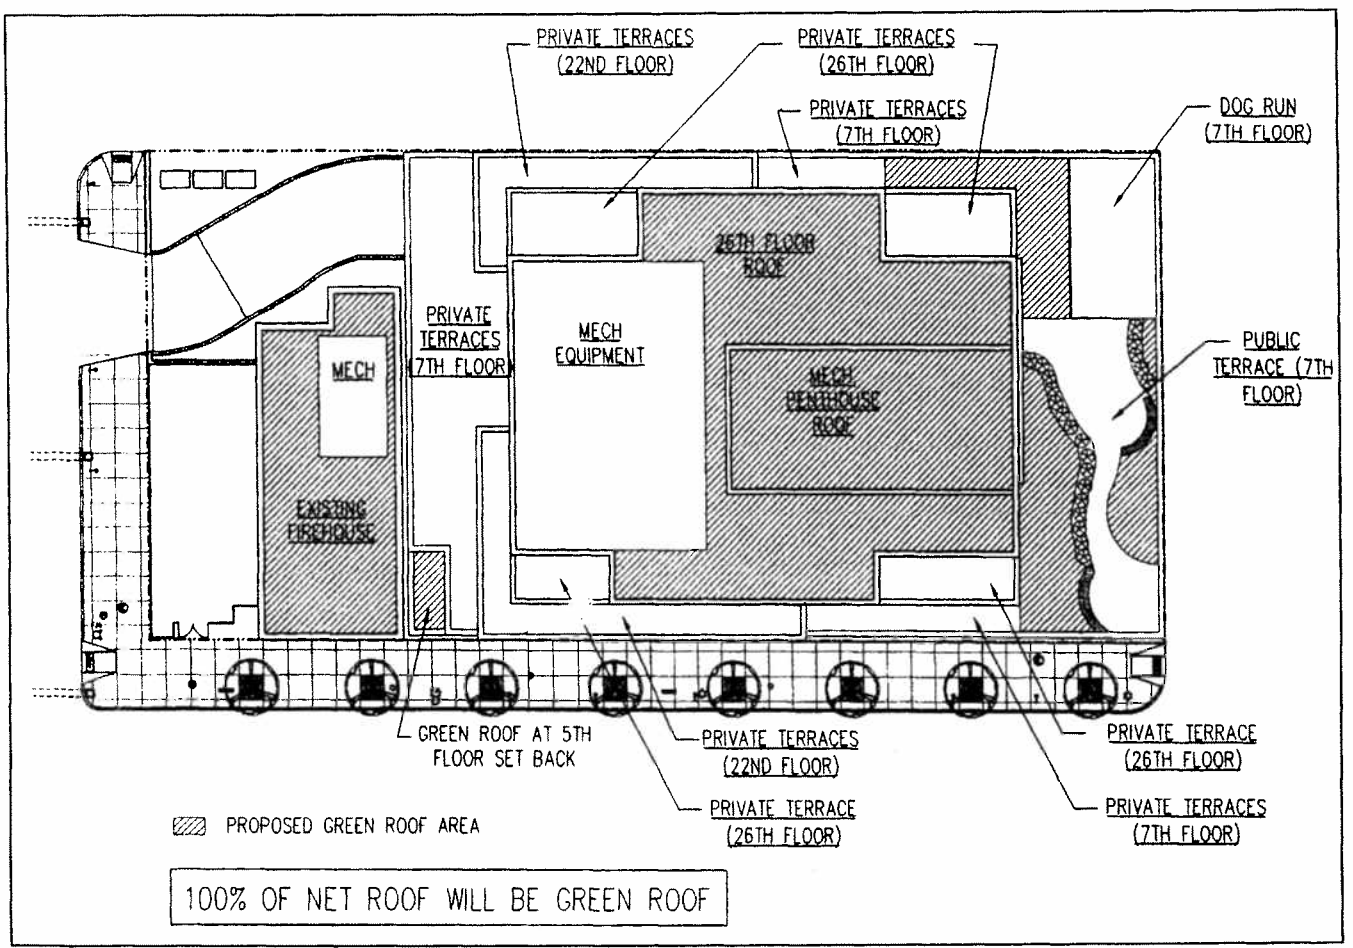 PRIVATE TERRACES
(22ND FLOOR)
PRIVATE TERRACES
(26TH FLOOR)
PRIVATE TERRACES
(7TH FLOOR)
DOG RUN
(7TH FLOOR)
26TH FLOOR
ROOF
PRIVATE
TERRACES
(7TH FLOOR)
MECH
EQUIPMENT
MECH
MECH
PENTHOUSE
ROOF
PUBLIC
TERRACE (7TH
FLOOR)
EXISTING
FIREHOUSE
GREEN ROOF AT 5TH
FLOOR SET BACK
PRIVATE TERRACES
(22ND FLOOR)
PRIVATE TERRACE
(26TH FLOOR)
PRIVATE TERRACE
(26TH FLOOR)
PRIVATE TERRACES
(7TH FLOOR)
PROPOSED GREEN ROOF AREA
100% OF NET ROOF WILL BE GREEN ROOF